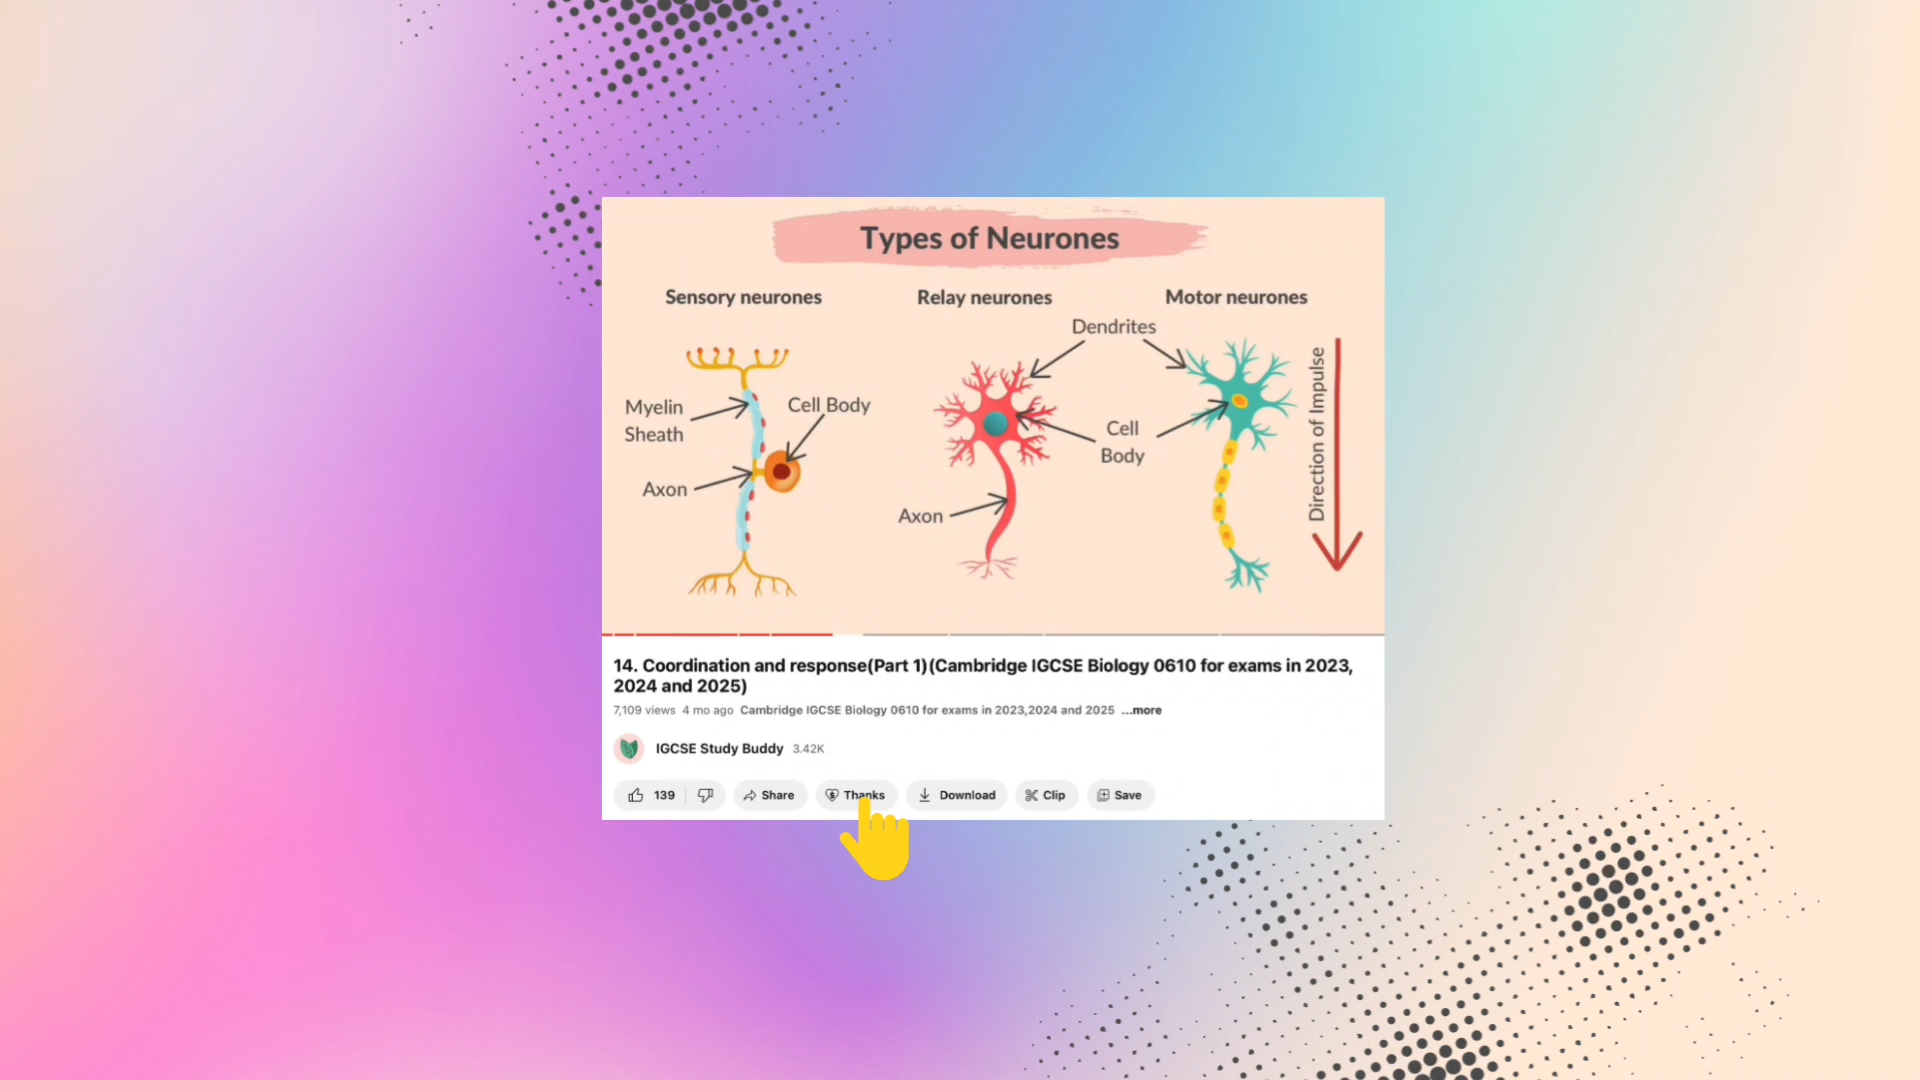 Types of Neurones
Sensory neurones
Relay neurones
Motor neurones
Dendrites
Myelin
Sheath
Cell Body
Cell
Body
Axon
Axon
Direction of Impulse
14. Coordination and response(Part 1)(Cambridge IGCSE Biology 0610 for exams in 2023,
2024 and 2025)
7,109 views 4 mo ago Cambridge IGCSE Biology 0610 for exams in 2023,2024 and 2025 ...more
IGCSE Study Buddy 3.42K
139 Share Thanks Download Clip Save